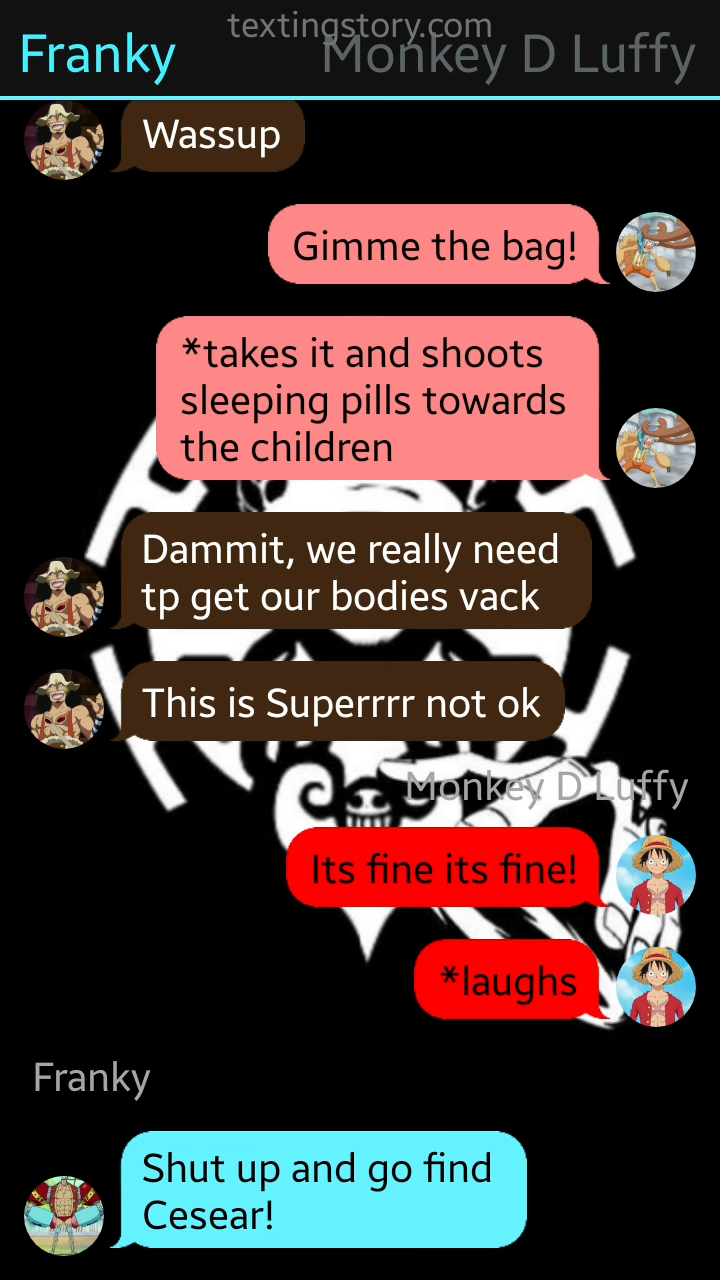 textingstory.com
Franky
Monkey D Luffy
Wassup
Gimme the bag!
*takes it and shoots
sleeping pills towards
the children
Dammit, we really need
tp get our bodies vack
This is Superrrr not ok
Monkey D Luffy
Its fine its fine!
*laughs
Franky
Shut up and go find
Cesear!